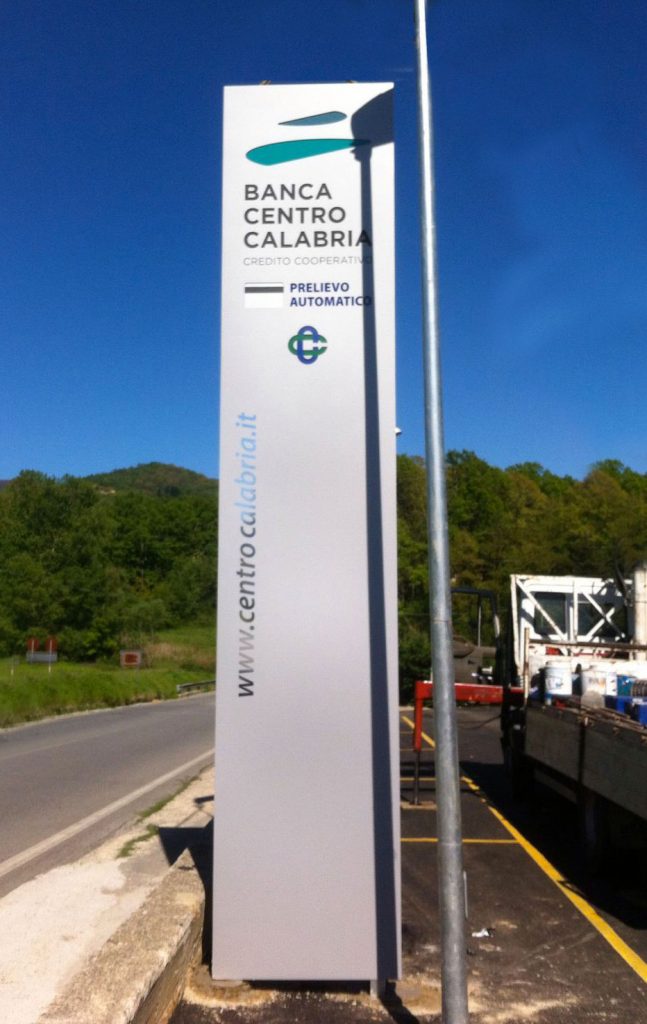 BANCA
CENTRO
CALABRIA
CREDITO COOPERATIVO
PRELIEVO
AUTOMATICO
www.centrocalabria.it